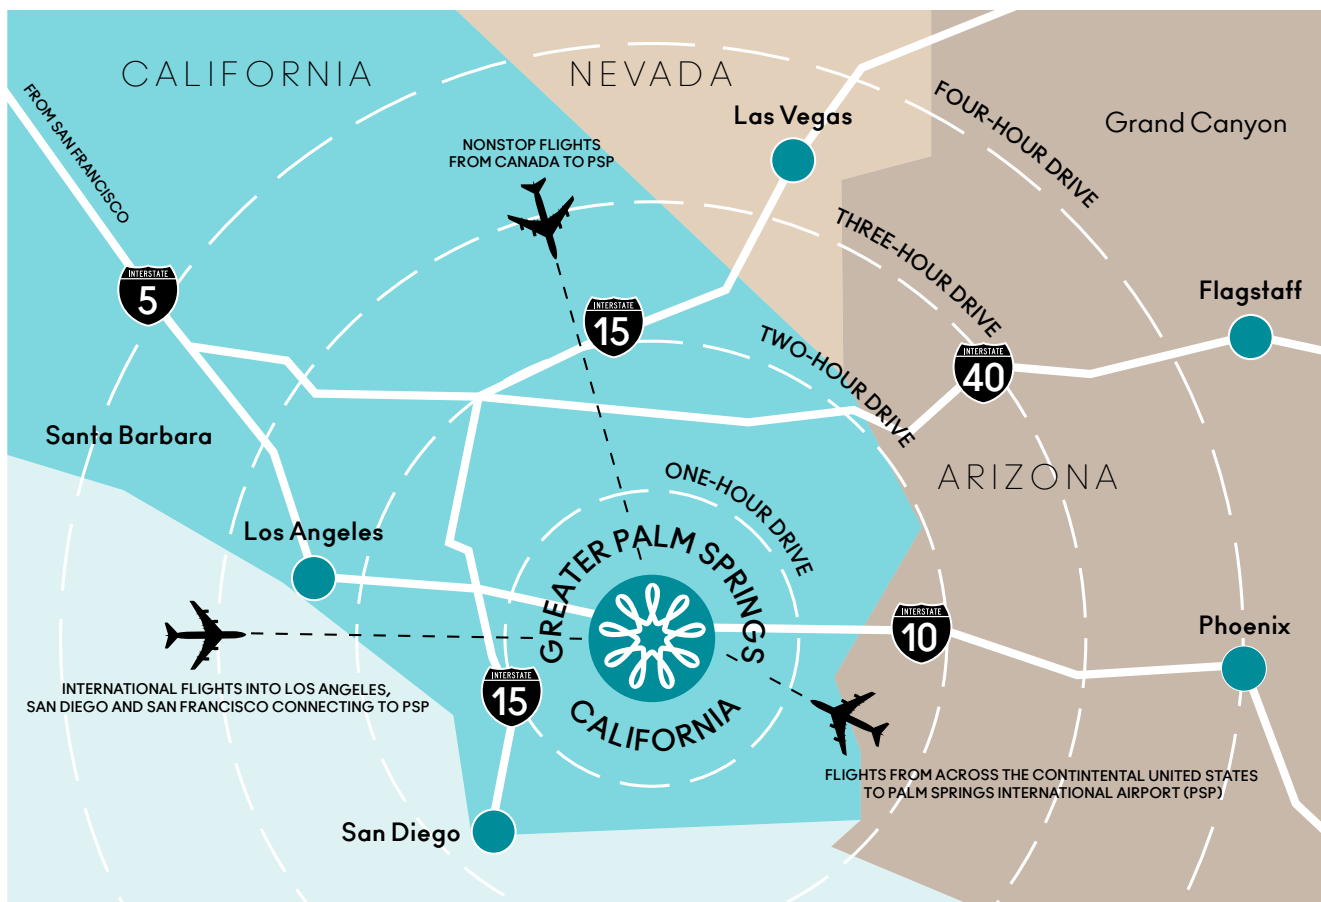 CALIFORNIA
NEVADA
FROM SAN FRANCISCO
Las Vegas
FOUR-HOUR DRIVE
Grand Canyon
NONSTOP FLIGHTS
FROM CANADA TO PSP
THREE-HOUR DRIVE
INTERSTATE
5
INTERSTATE
15
Flagstaff
TWO-HOUR DRIVE
INTERSTATE
40
Santa Barbara
ONE-HOUR DRIVE
ARIZONA
Los Angeles
GREATER PALM SPRINGS
CALIFORNIA
INTERSTATE
10
Phoenix
INTERNATIONAL FLIGHTS INTO LOS ANGELES,
SAN DIEGO AND SAN FRANCISCO CONNECTING TO PSP
INTERSTATE
15
FLIGHTS FROM ACROSS THE CONTINTENTAL UNITED STATES
TO PALM SPRINGS INTERNATIONAL AIRPORT (PSP)
San Diego